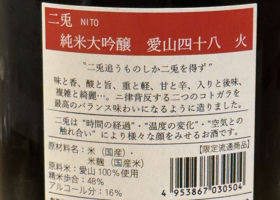 二兎 NITO
純米大吟醸 愛山四十八 火
"二兎追うものしか二兎を得ず"
味と香、酸と旨、重と軽、甘と辛、入りと後味、
複雑と綺麗…。二律背反する二つのコトガラを
最高のバランス味わいになるように造りました。
二兎は"時間の経過"・"温度の変化"・"空気との
触れ合い"により様々な顔をみせるお酒です。
原材料名:米(国産)・
米麹(国産米)
原料米:愛山100%使用
精米歩合:48%
アルコール分:16%
【限定流通商品】
4 953867 030504